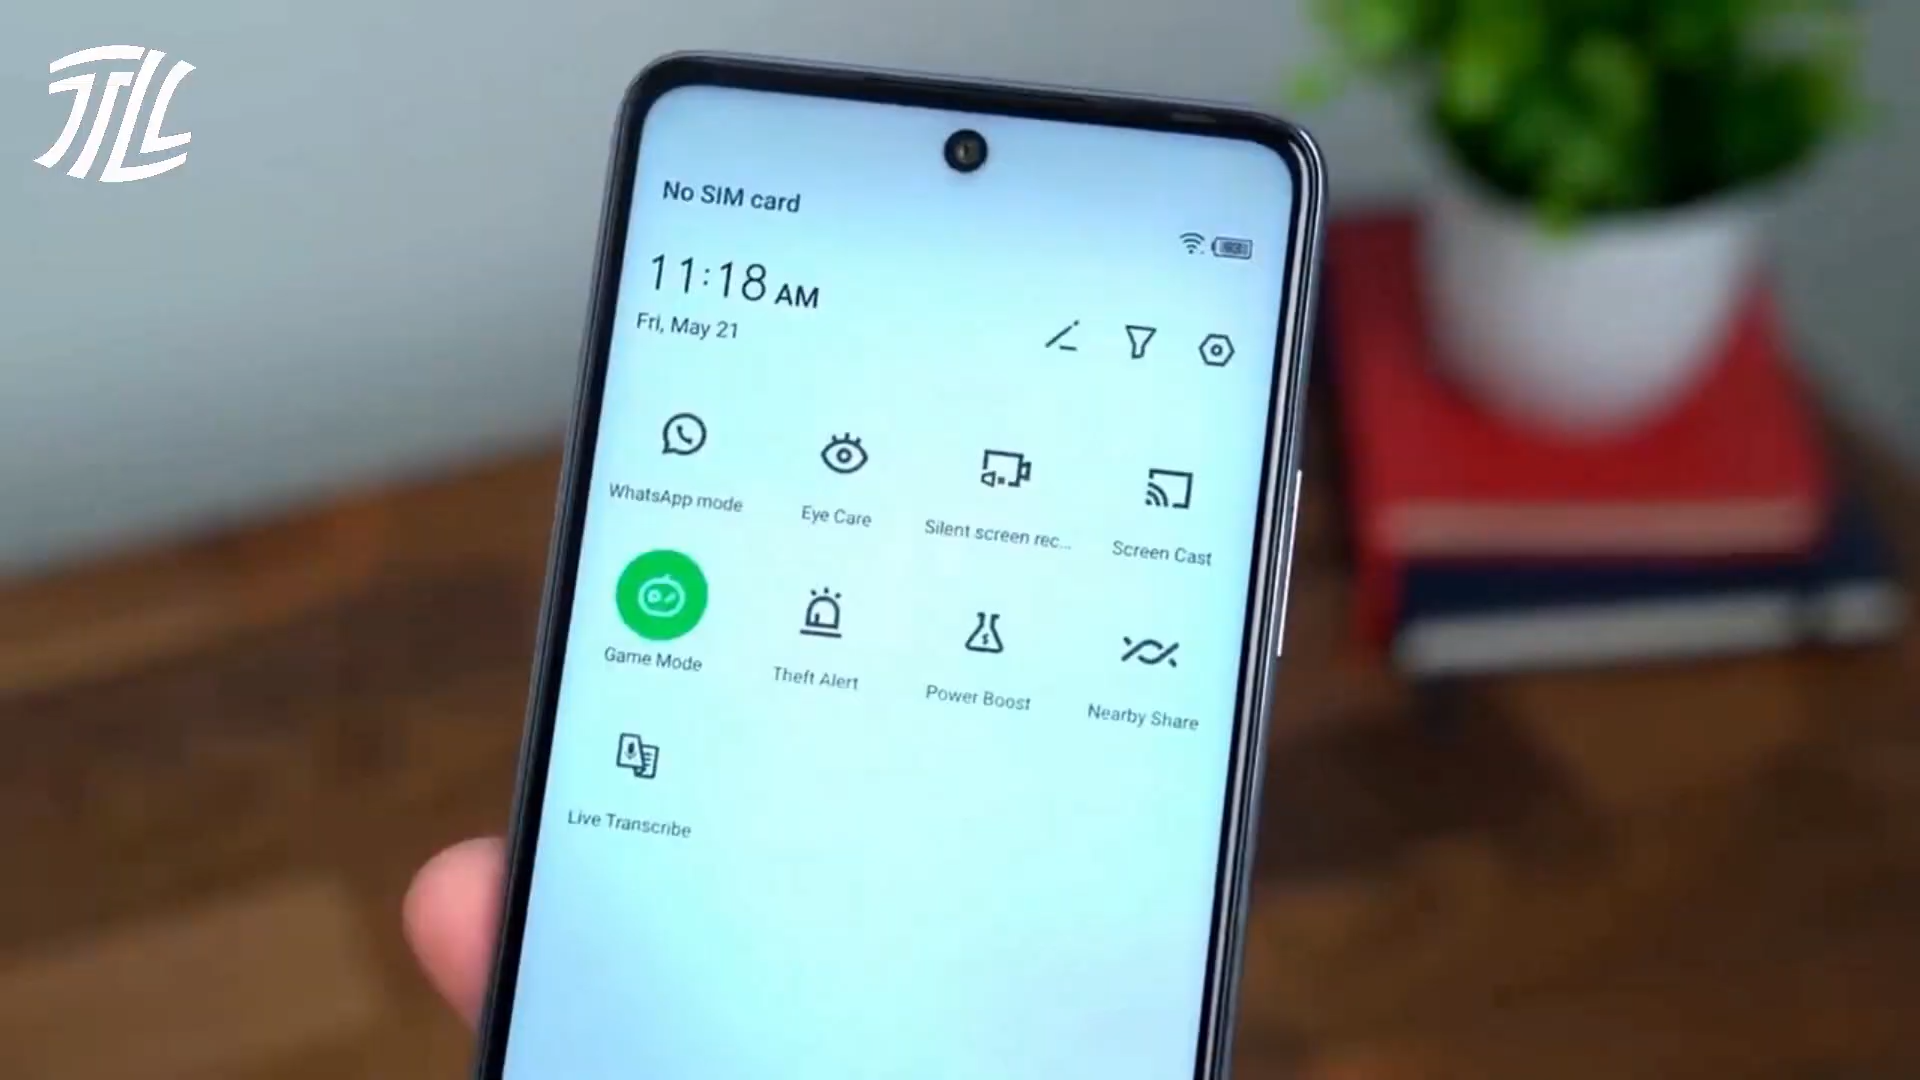 No SIM card
11:18 AM
Fri, May 21
WhatsApp mode
Eye Care
Silent screen rec...
Screen Cast
Game Mode
Theft Alert
Power Boost
Nearby Share
Live Transcribe